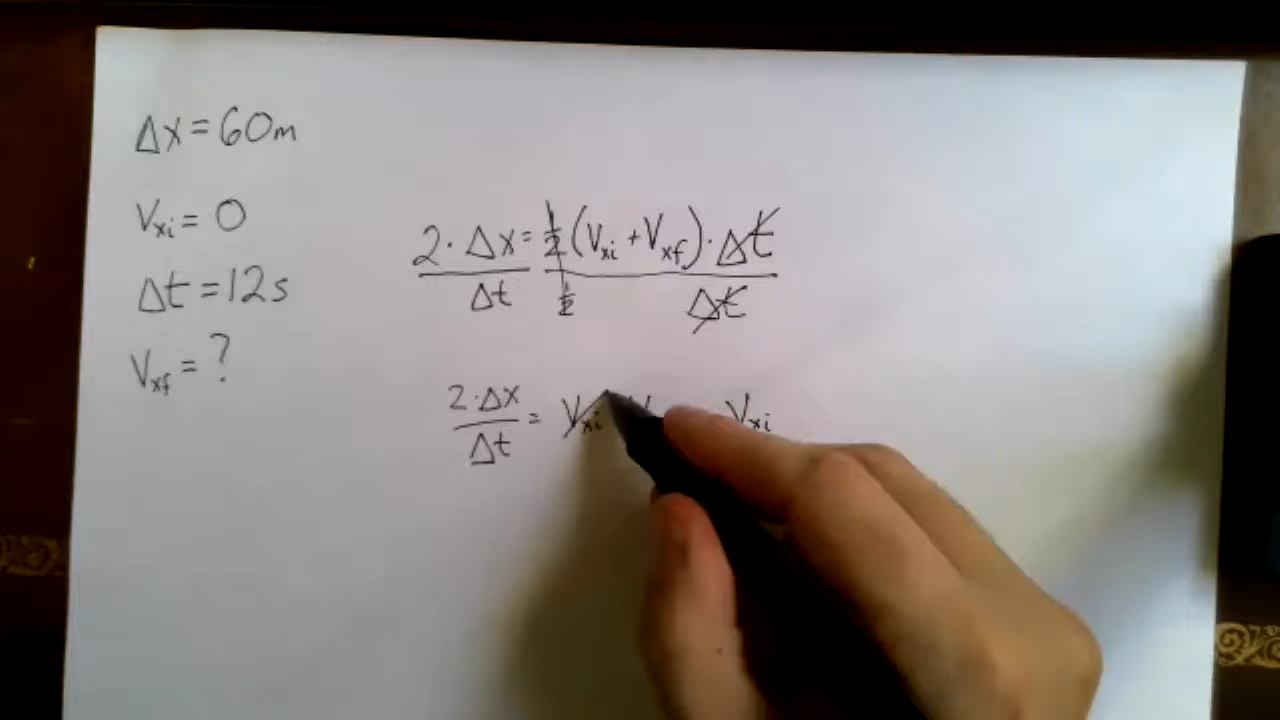 Δx = 60m
Vxi = 0
Δt = 12s
Vxf = ?
2 · Δx = 1/2 (Vxi + Vxf) · Δt
Δt 1/2 Δt
2·Δx
Δt
= Vxi Vxi